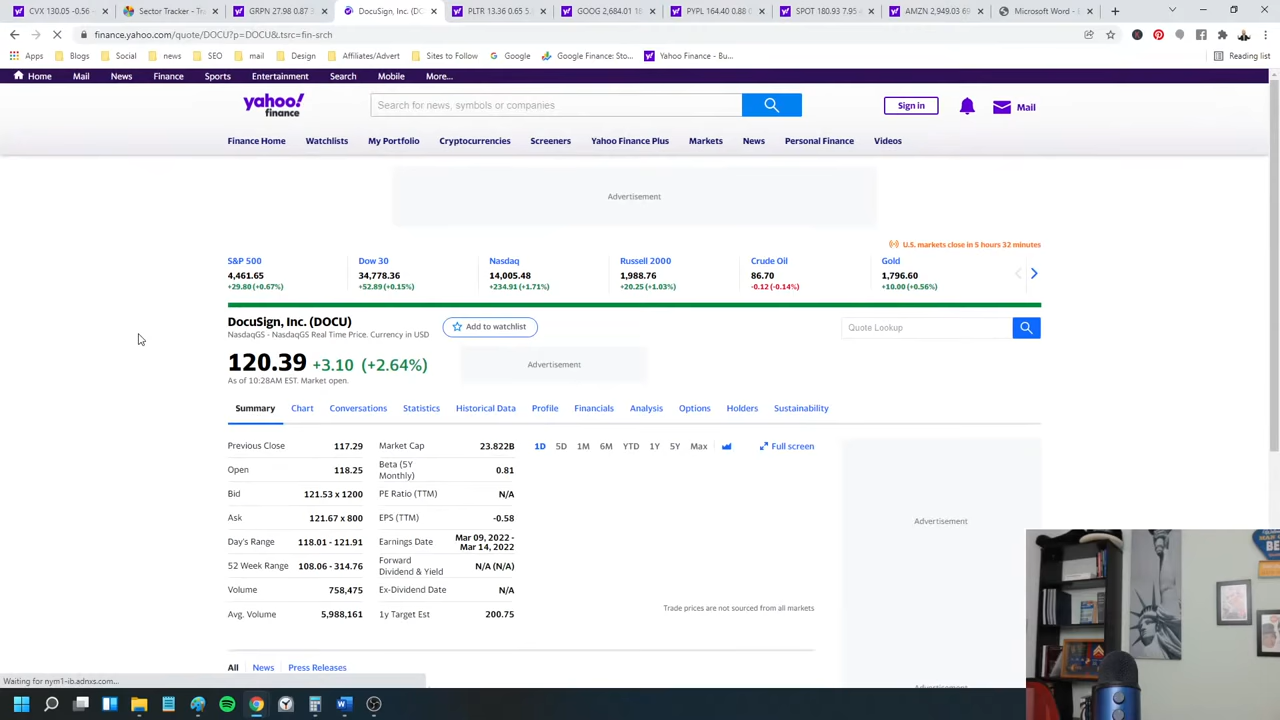 CVX 130.05 -0.56
Sector Tracker -
GRPN 27.98 0.
DocuSign, Inc. (D
PLTR 13.36 0.65 5
GOOG 2,684.01 18
PYPL 164.40 0.88
SPOT 180.93 7.95
AMZN 2,949.03 69
Microsoft Word -
finance.yahoo.com/quote/DOCU?p=DOCU&.tsrc=fin-srch
Apps Blogs Social news SEO mail Design Affiliates/Advert Sites to Follow Google Google Finance: Sto... Yahoo Finance - Bu... Reading list
Home Mail News Finance Sports Entertainment Search Mobile More...
yahoo!
finance
Search for news, symbols or companies
Sign in
Mail
Finance Home Watchlists My Portfolio Cryptocurrencies Screeners Yahoo Finance Plus Markets News Personal Finance Videos
Advertisement
U.S. markets close in 5 hours 32 minutes
S&P 500 Dow 30 Nasdaq Russell 2000 Crude Oil Gold
4,461.65 34,778.36 14,005.48 1,988.76 86.70 1,796.60
+29.80 (+0.67%) +52.89 (+0.15%) +234.91 (+1.71%) +20.25 (+1.03%) -0.12 (-0.14%) +10.00 (+0.56%)
DocuSign, Inc. (DOCU)
NasdaqGS - NasdaqGS Real Time Price. Currency in USD
Add to watchlist
Quote Lookup
120.39 +3.10 (+2.64%)
As of 10:28AM EST. Market open.
Advertisement
Summary Chart Conversations Statistics Historical Data Profile Financials Analysis Options Holders Sustainability
Previous Close 117.29
Open 118.25
Bid 121.53 x 1200
Ask 121.67 x 800
Day's Range 118.01 - 121.91
52 Week Range 108.06 - 314.76
Volume 758,475
Avg. Volume 5,988,161
Market Cap 23.822B
Beta (5Y
Monthly) 0.81
PE Ratio (TTM) N/A
EPS (TTM) -0.58
Earnings Date Mar 09, 2022 -
Mar 14, 2022
Forward
Dividend & Yield N/A (N/A)
Ex-Dividend Date N/A
1y Target Est 200.75
1D 5D 1M 6M YTD 1Y 5Y Max Full screen
Trade prices are not sourced from all markets
Advertisement
Advertisement
All News Press Releases
Waiting for nym1-ib.adnxs.com...